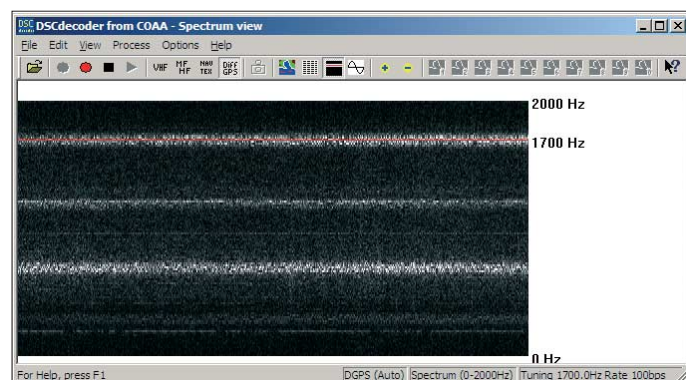 DSCdecoder from COAA - Spectrum view
File Edit View Process Options Help
VHF MF HF NAV TEX Diff GPS
2000 Hz
1700 Hz
0 Hz
For Help, press F1 DGPS (Auto) Spectrum (0-2000Hz) Tuning 1700.0Hz Rate 100bps